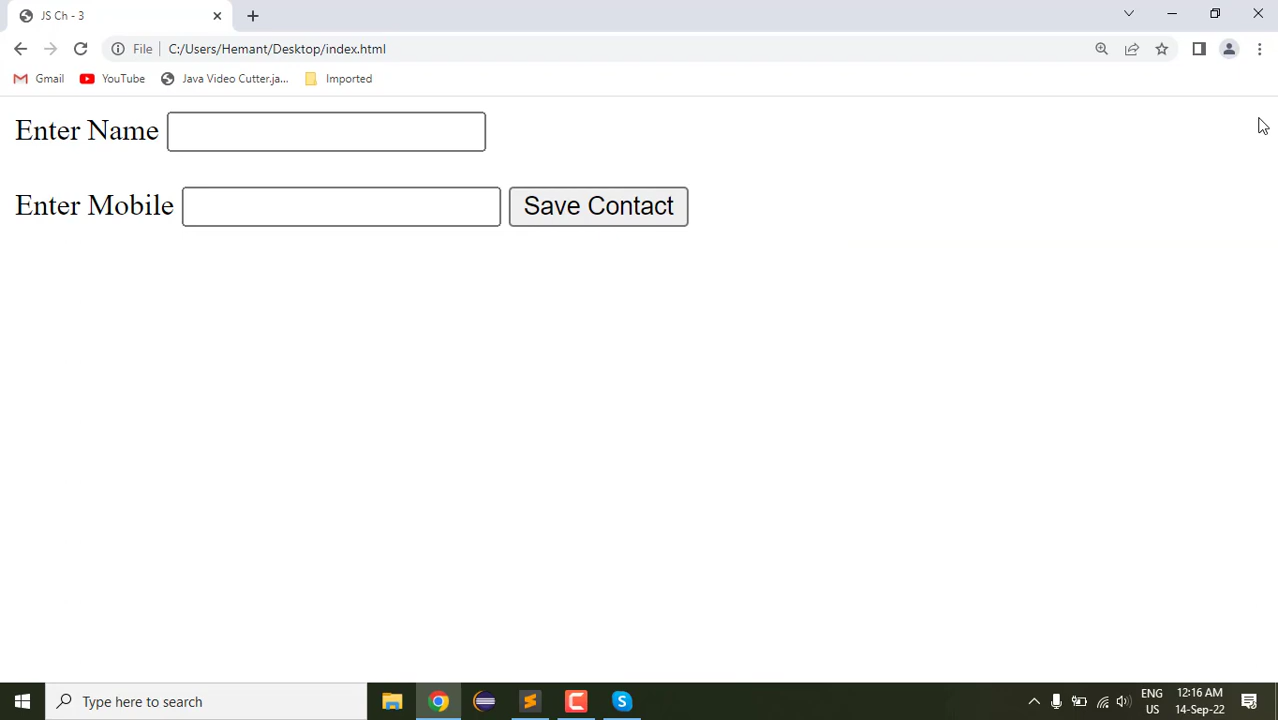 JS Ch - 3
File C:/Users/Hemant/Desktop/index.html
Gmail YouTube Java Video Cutter.ja... Imported
Enter Name
Enter Mobile Save Contact
Type here to search
ENG 12:16 AM
US 14-Sep-22